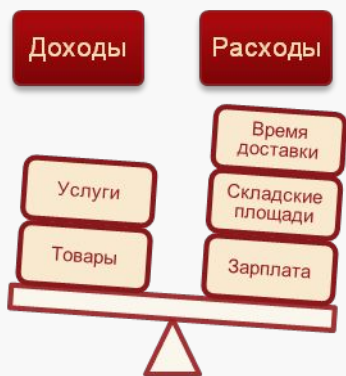 Доходы
Расходы
Услуги
Товары
Время
доставки
Складские
площади
Зарплата